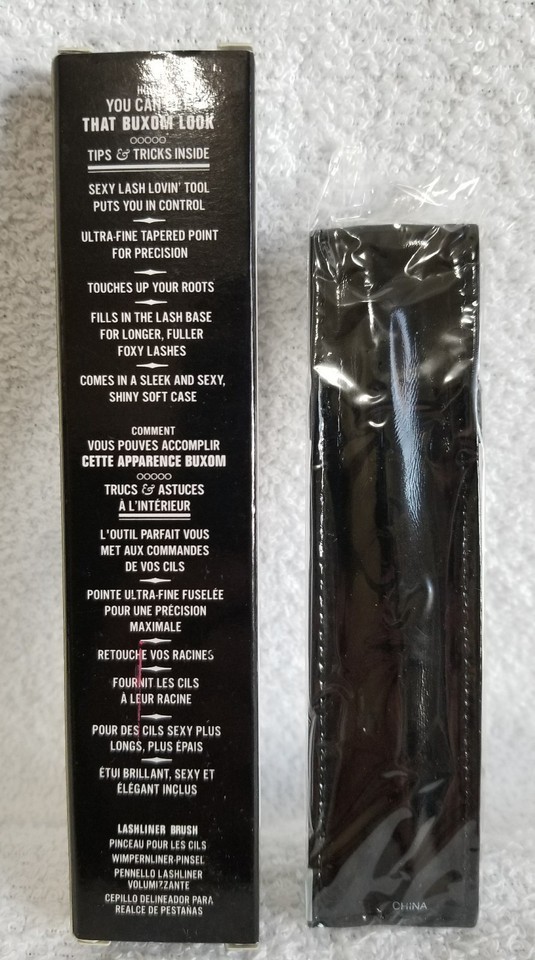 YOU CAN
THAT BUXOM LOOK
TIPS & TRICKS INSIDE
SEXY LASH LOVIN' TOOL
PUTS YOU IN CONTROL
ULTRA-FINE TAPERED POINT
FOR PRECISION
TOUCHES UP YOUR ROOTS
FILLS IN THE LASH BASE
FOR LONGER, FULLER
FOXY LASHES
COMES IN A SLEEK AND SEXY,
SHINY SOFT CASE
COMMENT
VOUS POUVES ACCOMPLIR
CETTE APPARENCE BUXOM
TRUCS & ASTUCES
À L'INTÉRIEUR
L'OUTIL PARFAIT VOUS
MET AUX COMMANDES
DE VOS CILS
POINTE ULTRA-FINE FUSELÉE
POUR UNE PRÉCISION
MAXIMALE
RETOUCHE VOS RACINES
FOURNIT LES CILS
À LEUR RACINE
POUR DES CILS SEXY PLUS
LONGS, PLUS ÉPAIS
ÉTUI BRILLANT, SEXY ET
ÉLÉGANT INCLUS
LASHLINER BRUSH
PINCEAU POUR LES CILS
WIMPERNLINER-PINSEL
PENNELLO LASHLINER
VOLUMIZZANTE
CEPILLO DELINEADOR PARA
REALCE DE PESTAÑAS
CHINA